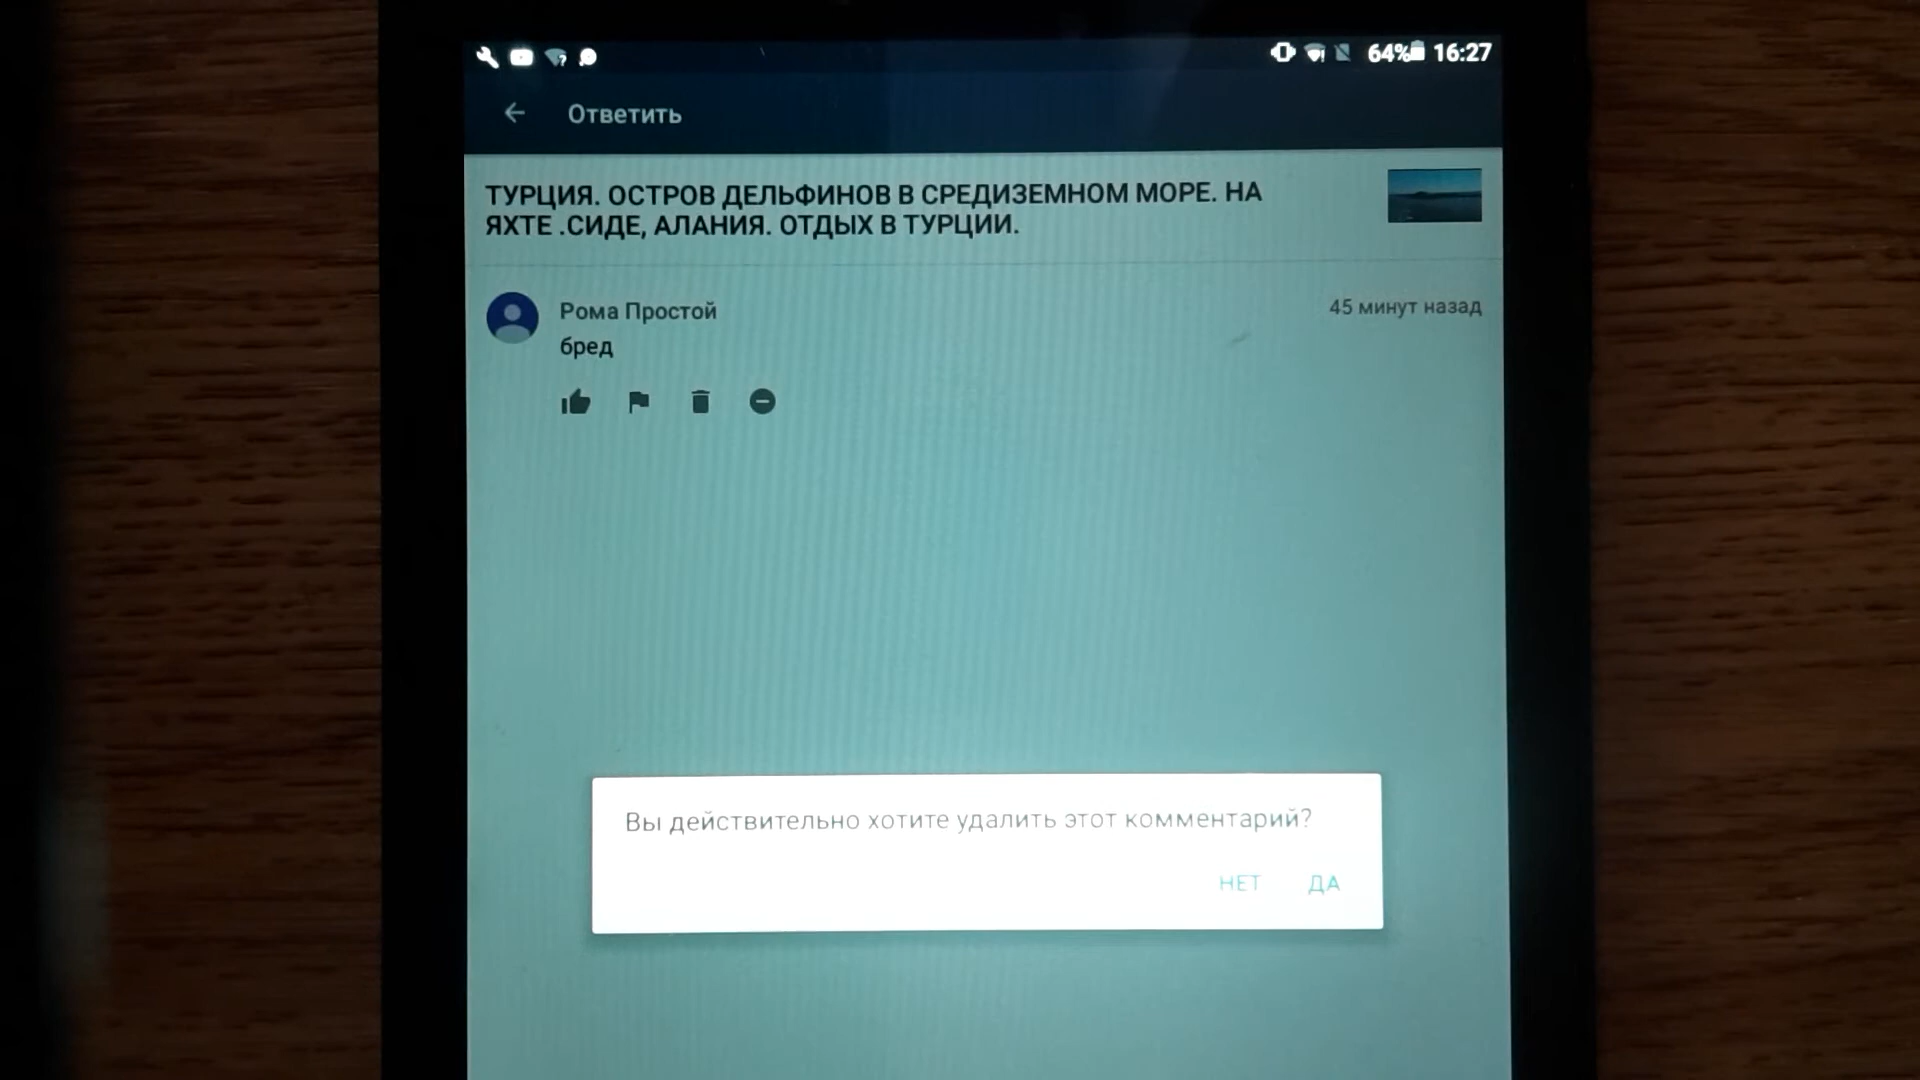 64% 16:27
Ответить
ТУРЦИЯ. ОСТРОВ ДЕЛЬФИНОВ В СРЕДИЗЕМНОМ МОРЕ. НА
ЯХТЕ .СИДЕ, АЛАНИЯ. ОТДЫХ В ТУРЦИИ.
Рома Простой 45 минут назад
бред
Вы действительно хотите удалить этот комментарий?
НЕТ ДА